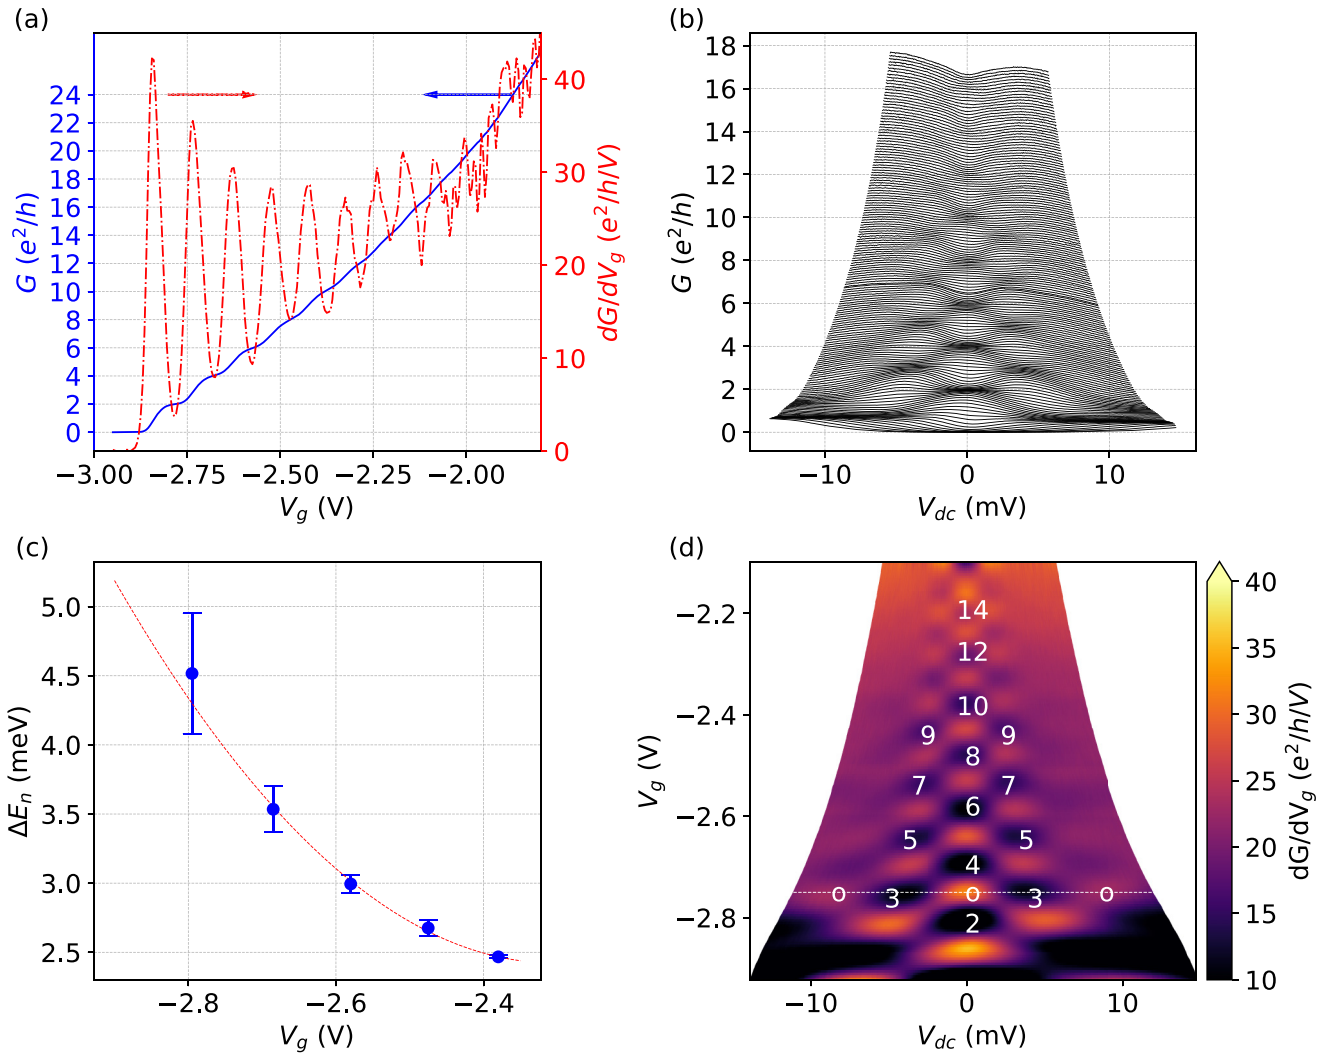 (a)
G (e²/h)
24
22
20
18
16
14
12
10
8
6
4
2
0
40
30
20
10
0
dG/dV_g (e²/h/V)
−3.00 −2.75 −2.50 −2.25 −2.00
V_g (V)
(b)
G (e²/h)
18
16
14
12
10
8
6
4
2
0
−10 0 10
V_dc (mV)
(c)
ΔE_n (meV)
5.0
4.5
4.0
3.5
3.0
2.5
−2.8 −2.6 −2.4
V_g (V)
(d)
V_g (V)
−2.2
−2.4
−2.6
−2.8
14
12
10
9 9
8
7 7
6
5 5
4
o 3 o 3 o
2
−10 0 10
V_dc (mV)
40
35
30
25
20
15
10
dG/dV_g (e²/h/V)